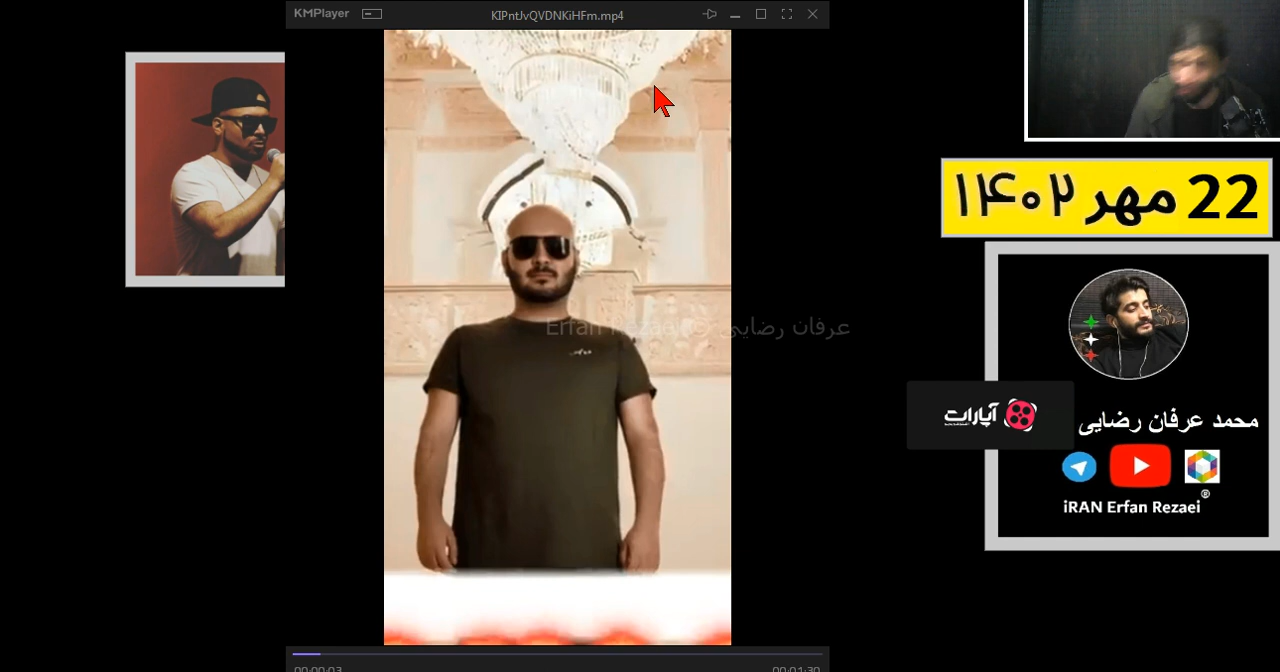 KMPlayer
KIPntJvQVDNKiHFm.mp4
22 مهر ۱۴۰۲
Erfan Rezaei © عرفان رضایی
آپارات
محمد عرفان رضایی
iRAN Erfan Rezaei®
00:00:03
00:01:30